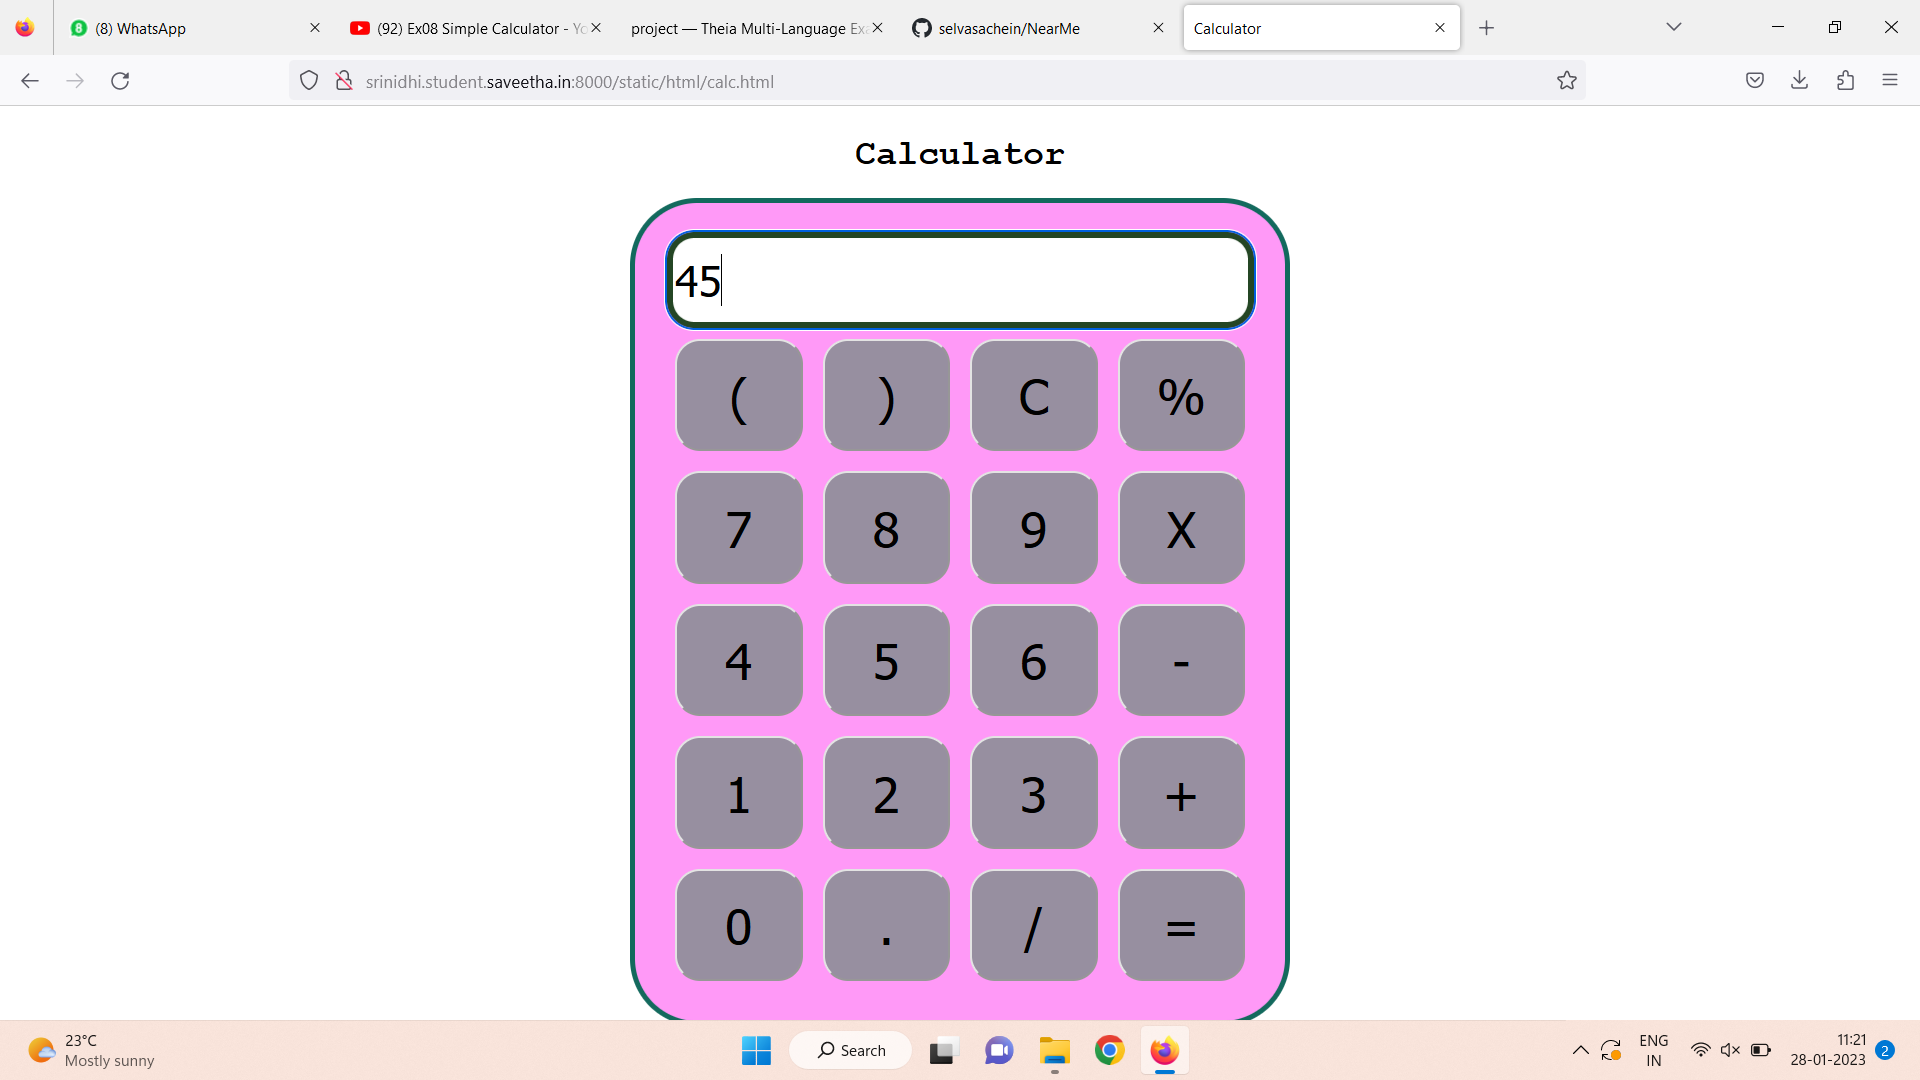 (8) WhatsApp
(92) Ex08 Simple Calculator - Yo
project — Theia Multi-Language Exa
selvasachein/NearMe
Calculator
srinidhi.student.saveetha.in:8000/static/html/calc.html
Calculator
45
( ) C %
7 8 9 X
4 5 6 -
1 2 3 +
0 . / =
23°C
Mostly sunny
Search
ENG
IN
11:21
28-01-2023
2